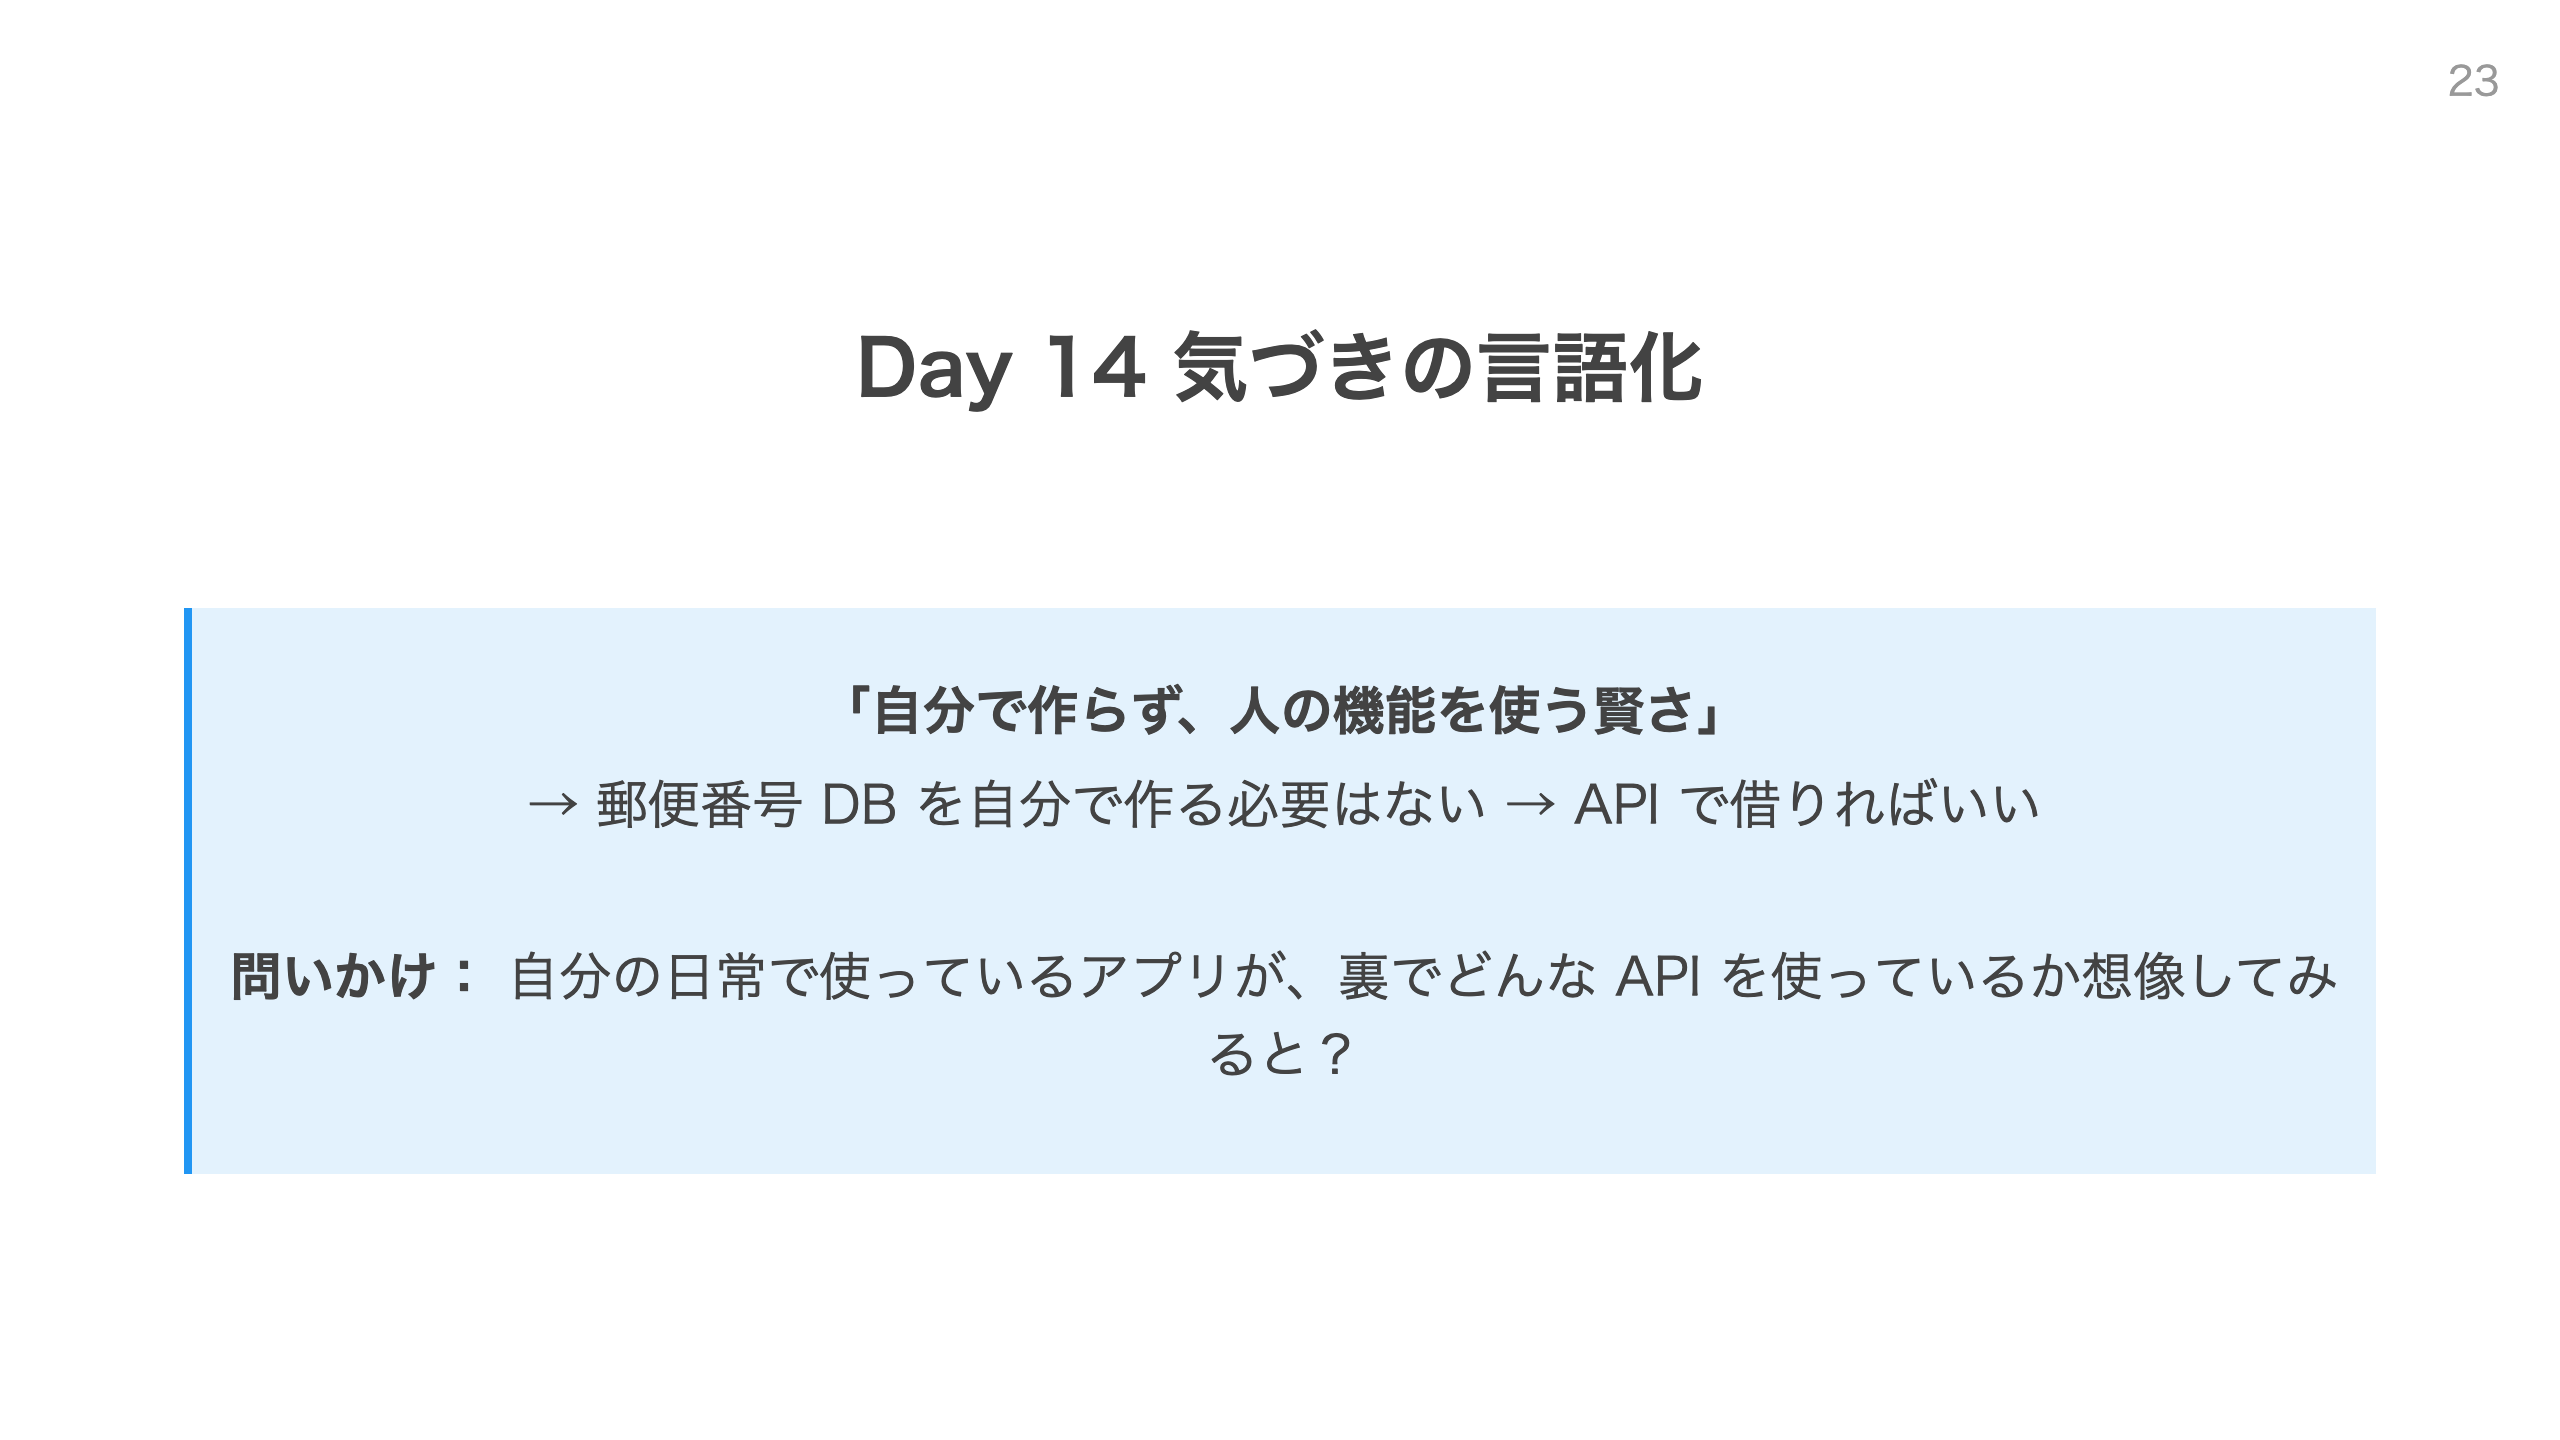 23
Day 14 気づきの言語化
「自分で作らず、人の機能を使う賢さ」
→ 郵便番号 DB を自分で作る必要はない → API で借りればいい
問いかけ： 自分の日常で使っているアプリが、裏でどんな API を使っているか想像してみ
ると？